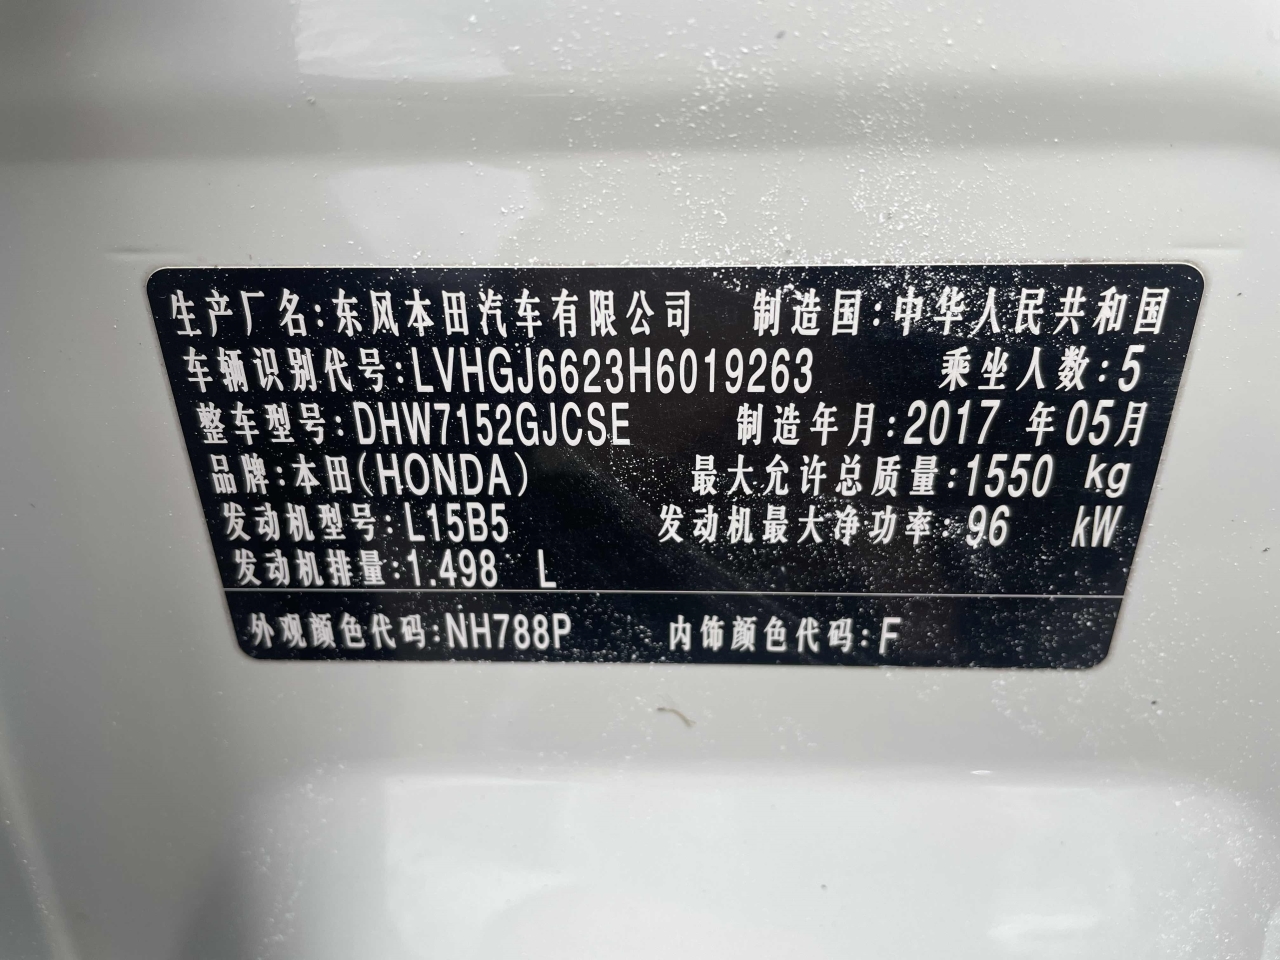 生产厂名:东风本田汽车有限公司 制造国:中华人民共和国
车辆识别代号:LVHGJ6623H6019263 乘坐人数:5
整车型号:DHW7152GJCSE 制造年月:2017 年 05月
品牌:本田(HONDA) 最大允许总质量:1550 kg
发动机型号:L15B5 发动机最大净功率:96 kW
发动机排量:1.498 L
外观颜色代码:NH788P 内饰颜色代码:F